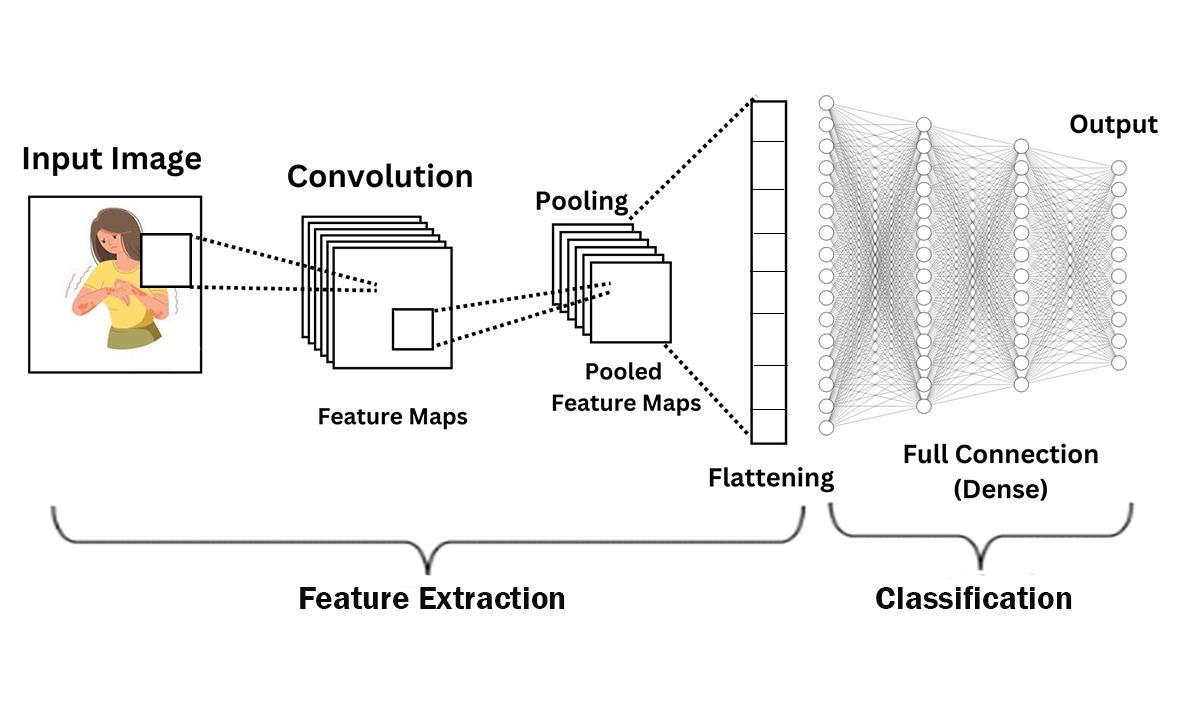 Input Image
Convolution
Feature Maps
Pooling
Pooled
Feature Maps
Flattening
Output
Full Connection
(Dense)
Feature Extraction
Classification